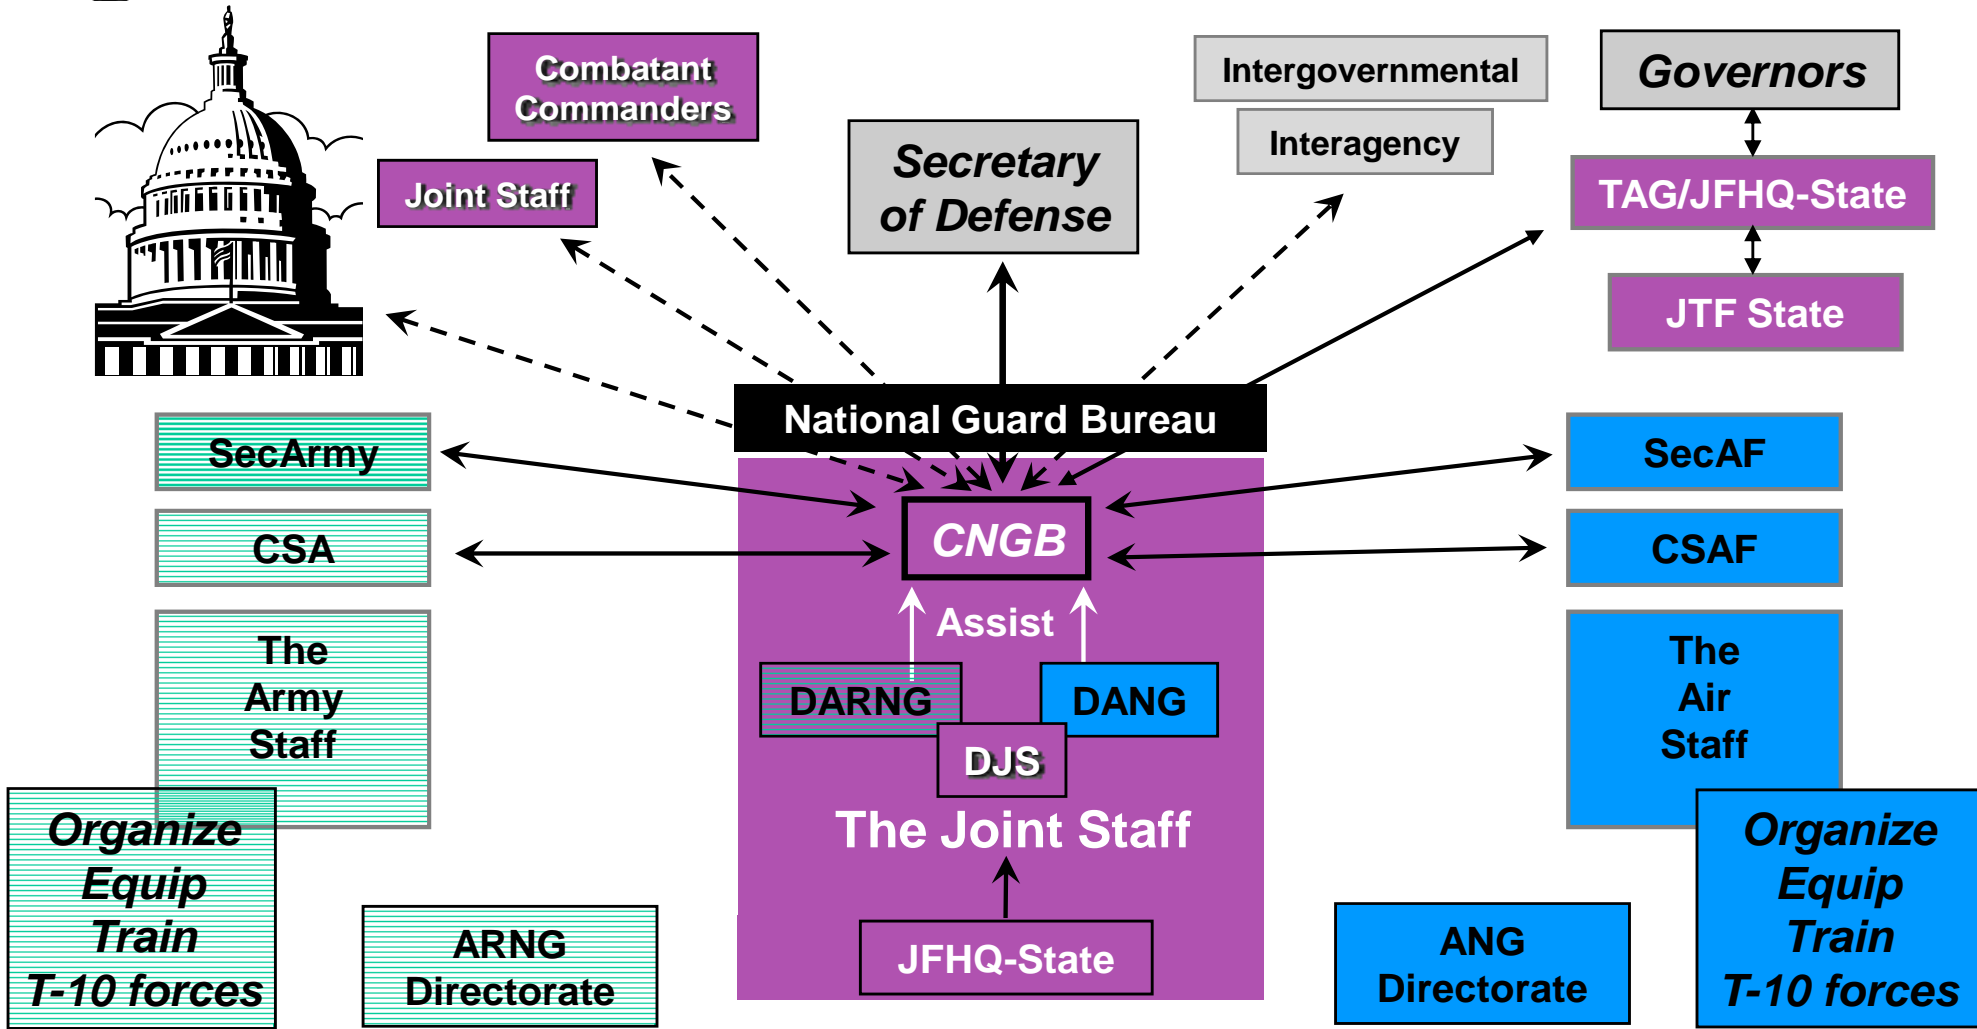 Combatant
Commanders
Joint Staff
Secretary
of Defense
Intergovernmental
Interagency
Governors
TAG/JFHQ-State
JTF State
National Guard Bureau
SecArmy
CSA
The
Army
Staff
Organize
Equip
Train
T-10 forces
ARNG
Directorate
CNGB
Assist
DARNG
DANG
DJS
The Joint Staff
JFHQ-State
SecAF
CSAF
The
Air
Staff
Organize
Equip
Train
T-10 forces
ANG
Directorate